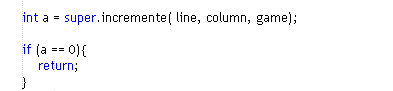 int a = super.incremente( line, column, game);
if (a == 0){
return;
}